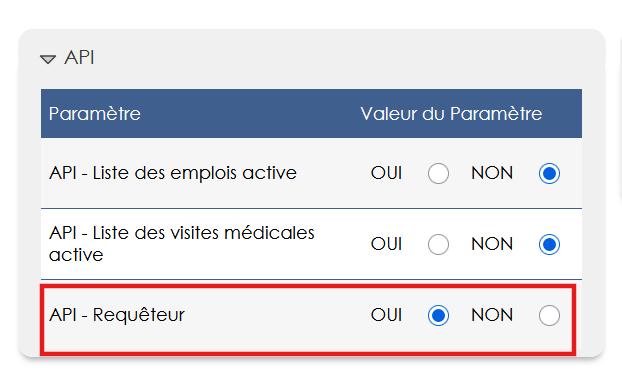 API
Paramètre Valeur du Paramètre
API - Liste des emplois active OUI NON
API - Liste des visites médicales
active OUI NON
API - Requêteur OUI NON